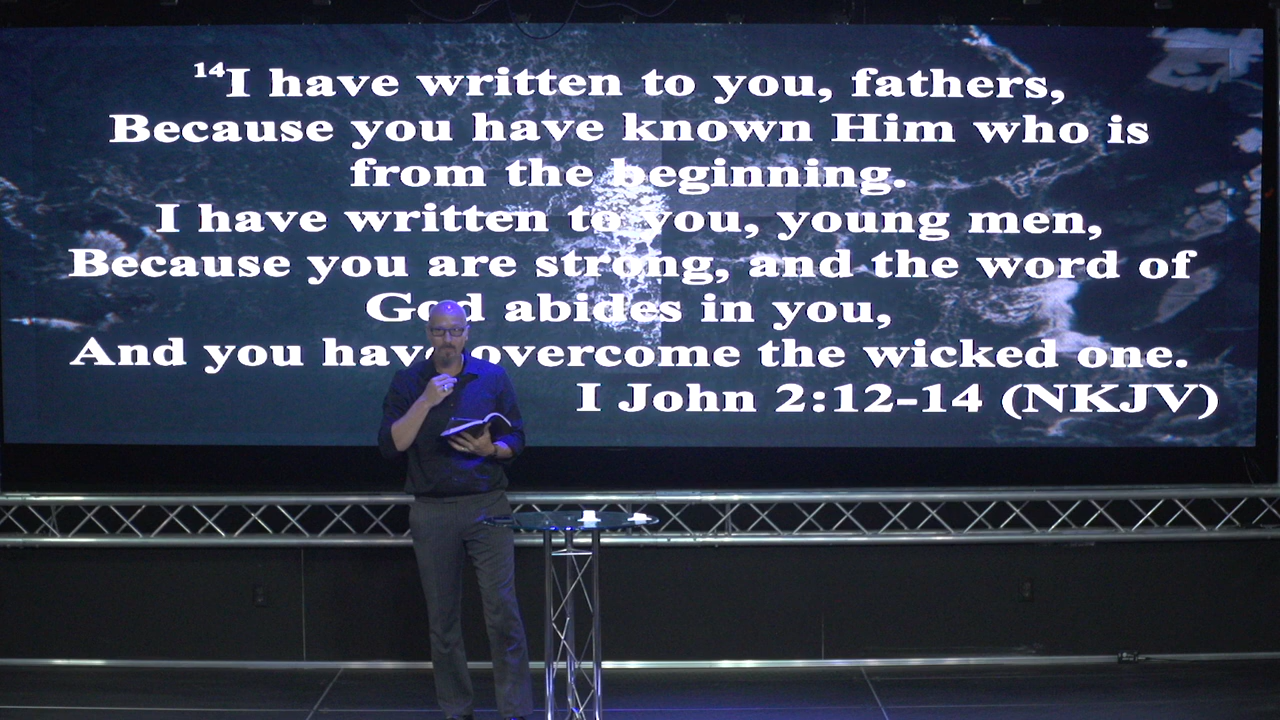 14I have written to you, fathers,
Because you have known Him who is
from the beginning.
I have written to you, young men,
Because you are strong, and the word of
God abides in you,
And you have overcome the wicked one.
I John 2:12-14 (NKJV)